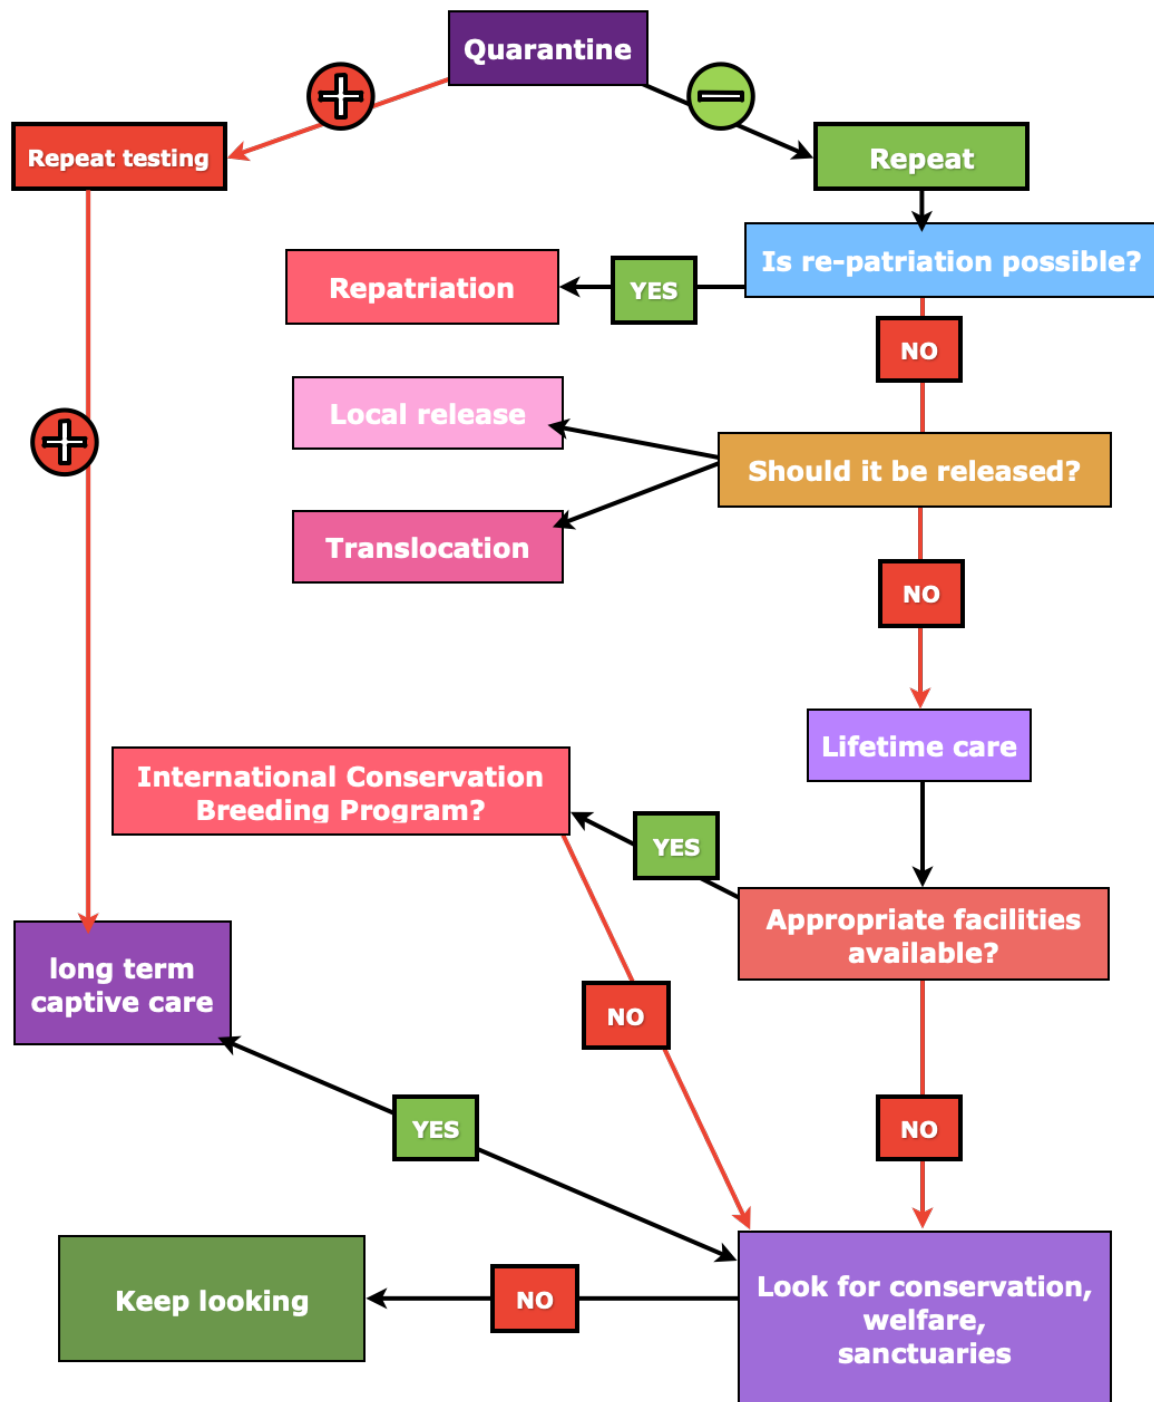 Quarantine
Repeat testing
Repeat
Is re-patriation possible?
YES
Repatriation
NO
Local release
Should it be released?
Translocation
NO
Lifetime care
International Conservation
Breeding Program?
YES
Appropriate facilities
available?
long term
captive care
NO
YES
NO
Look for conservation,
welfare,
sanctuaries
NO
Keep looking